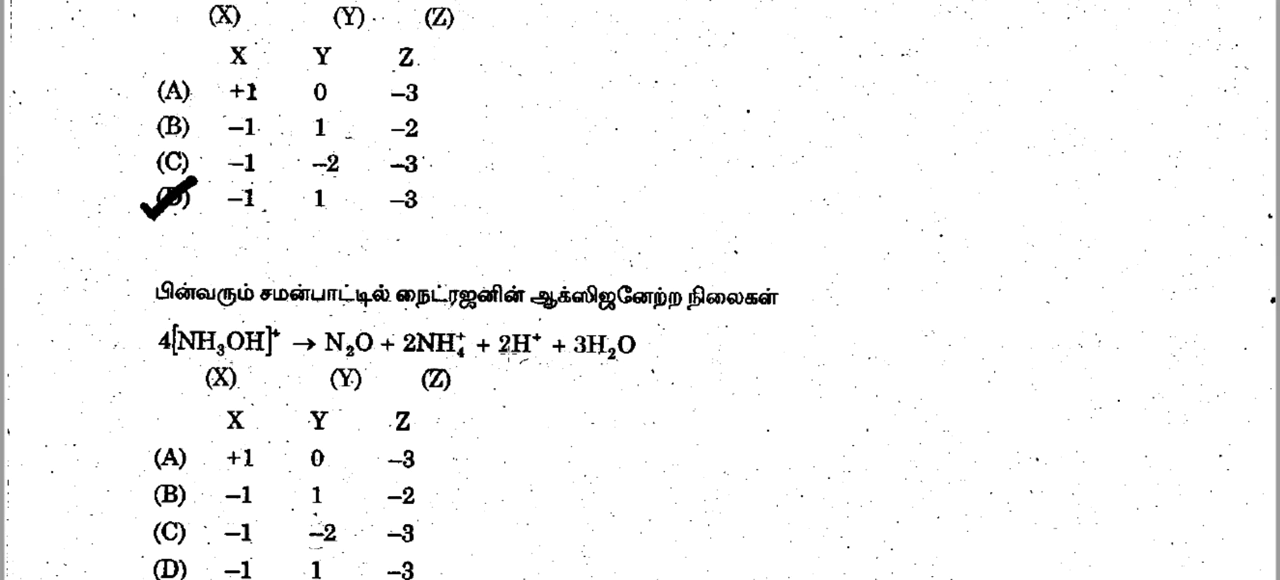 (X) (Y) (Z)
X Y Z
(A) +1 0 –3
(B) –1 1 –2
(C) –1 –2 –3
(D) –1 1 –3
பின்வரும் சமன்பாட்டில் நைட்ரஜனின் ஆக்ஸிஜனேற்ற நிலைகள்
4[NH₃OH]⁺ → N₂O + 2NH₄⁺ + 2H⁺ + 3H₂O
(X) (Y) (Z)
X Y Z
(A) +1 0 –3
(B) –1 1 –2
(C) –1 –2 –3
(D) –1 1 –3